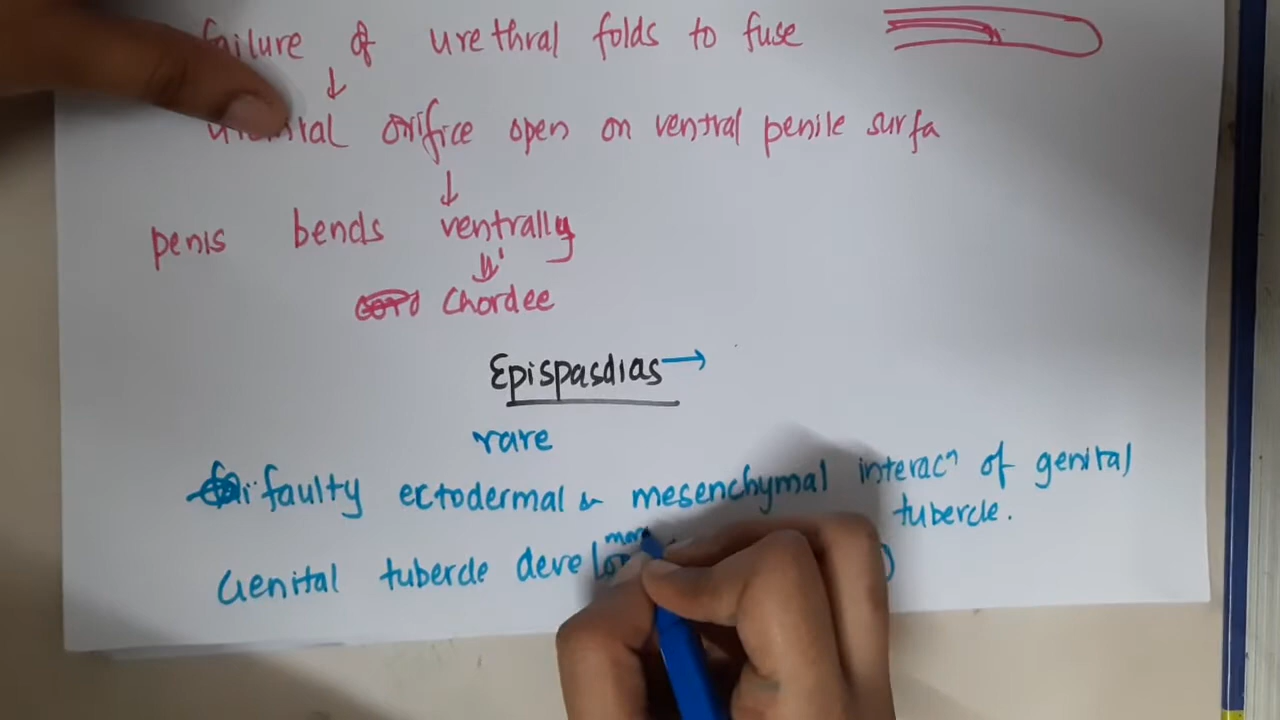 failure of urethral folds to fuse
orifice open on ventral penile surfa
penis bends ventrally
chordee
Epispasdias →
rare
faulty ectodermal & mesenchymal interacⁿ of genital
tubercle.
Genital tubercle